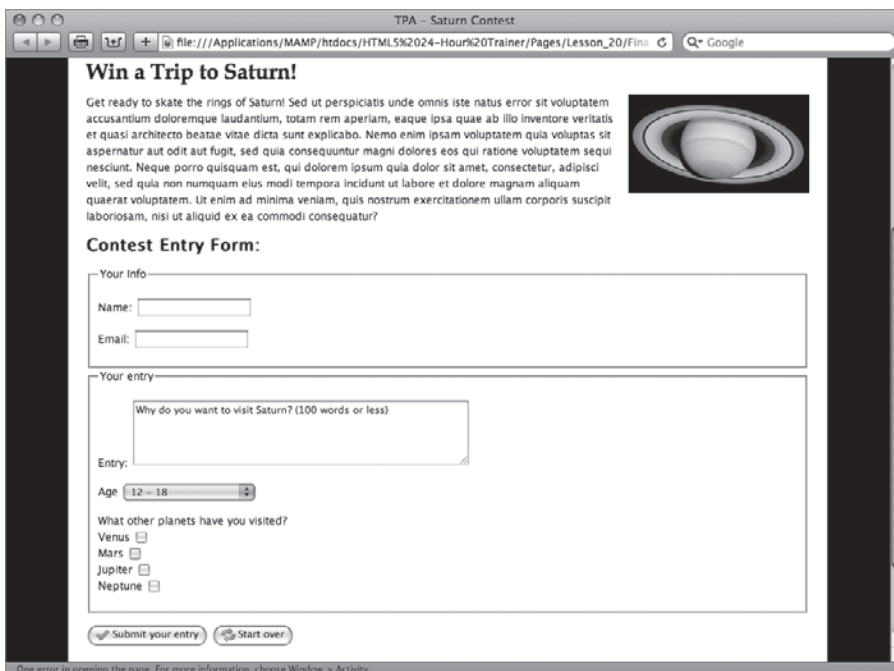 TPA – Saturn Contest
file:///Applications/MAMP/htdocs/HTML5%2024-Hour%20Trainer/Pages/Lesson_20/Fina
Google
Win a Trip to Saturn!
Get ready to skate the rings of Saturn! Sed ut perspiciatis unde omnis iste natus error sit voluptatem
accusantium doloremque laudantium, totam rem aperiam, eaque ipsa quae ab illo inventore veritatis
et quasi architecto beatae vitae dicta sunt explicabo. Nemo enim ipsam voluptatem quia voluptas sit
aspernatur aut odit aut fugit, sed quia consequuntur magni dolores eos qui ratione voluptatem sequi
nesciunt. Neque porro quisquam est, qui dolorem ipsum quia dolor sit amet, consectetur, adipisci
velit, sed quia non numquam eius modi tempora incidunt ut labore et dolore magnam aliquam
quaerat voluptatem. Ut enim ad minima veniam, quis nostrum exercitationem ullam corporis suscipit
laboriosam, nisi ut aliquid ex ea commodi consequatur?
Contest Entry Form:
Your Info
Name:
Email:
Your entry
Why do you want to visit Saturn? (100 words or less)
Entry:
Age 12 – 18
What other planets have you visited?
Venus
Mars
Jupiter
Neptune
Submit your entry Start over
One error in opening the page. For more information, choose Window > Activity.